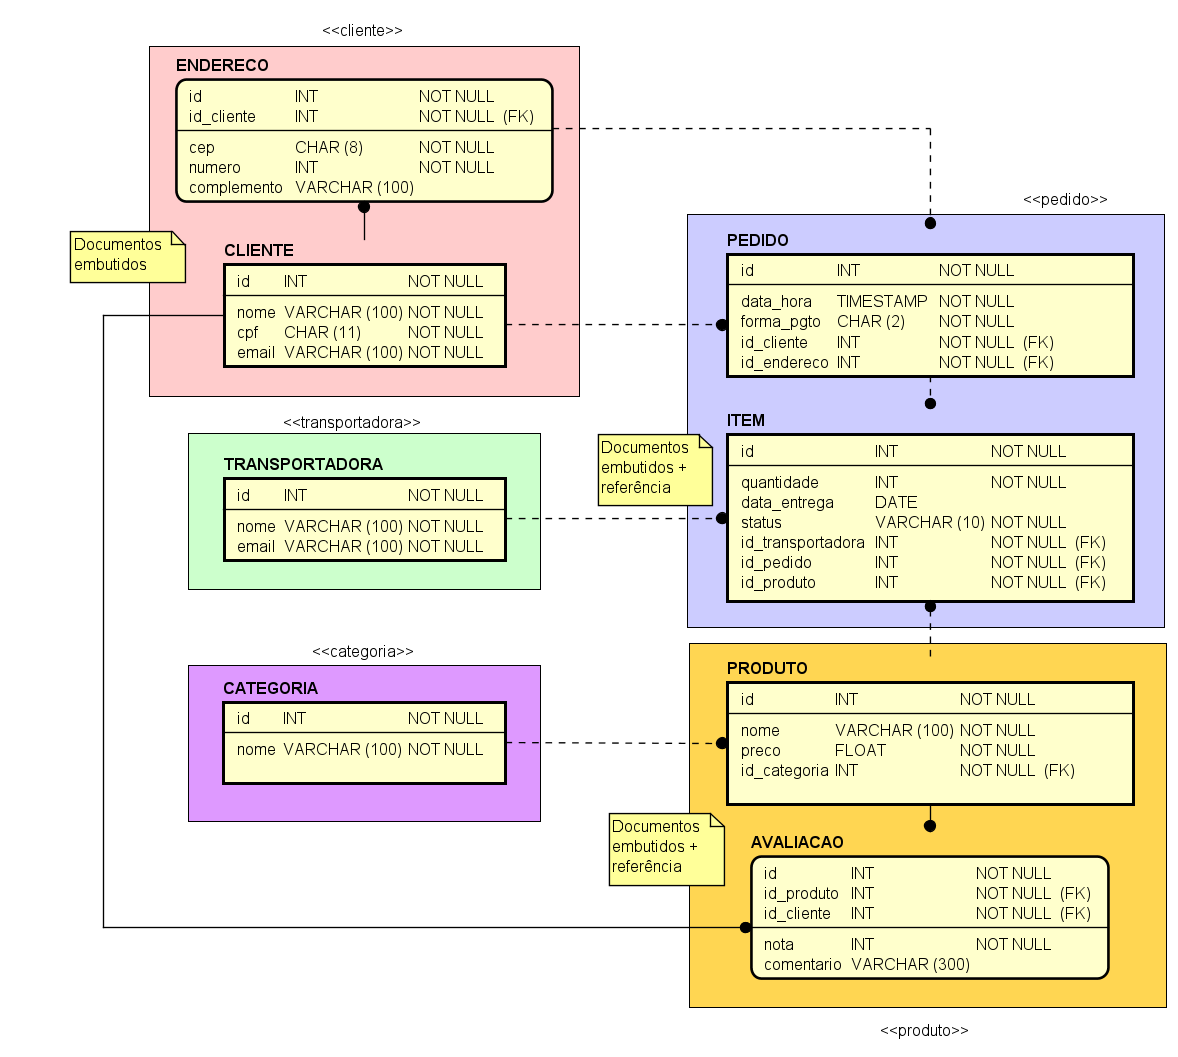 <<cliente>>
ENDERECO
id INT NOT NULL
id_cliente INT NOT NULL (FK)
cep CHAR (8) NOT NULL
numero INT NOT NULL
complemento VARCHAR (100)
Documentos
embutidos
CLIENTE
id INT NOT NULL
nome VARCHAR (100) NOT NULL
cpf CHAR (11) NOT NULL
email VARCHAR (100) NOT NULL
<<pedido>>
PEDIDO
id INT NOT NULL
data_hora TIMESTAMP NOT NULL
forma_pgto CHAR (2) NOT NULL
id_cliente INT NOT NULL (FK)
id_endereco INT NOT NULL (FK)
<<transportadora>>
TRANSPORTADORA
id INT NOT NULL
nome VARCHAR (100) NOT NULL
email VARCHAR (100) NOT NULL
Documentos
embutidos +
referência
ITEM
id INT NOT NULL
quantidade INT NOT NULL
data_entrega DATE
status VARCHAR (10) NOT NULL
id_transportadora INT NOT NULL (FK)
id_pedido INT NOT NULL (FK)
id_produto INT NOT NULL (FK)
<<categoria>>
CATEGORIA
id INT NOT NULL
nome VARCHAR (100) NOT NULL
PRODUTO
id INT NOT NULL
nome VARCHAR (100) NOT NULL
preco FLOAT NOT NULL
id_categoria INT NOT NULL (FK)
Documentos
embutidos +
referência
AVALIACAO
id INT NOT NULL
id_produto INT NOT NULL (FK)
id_cliente INT NOT NULL (FK)
nota INT NOT NULL
comentario VARCHAR (300)
<<produto>>